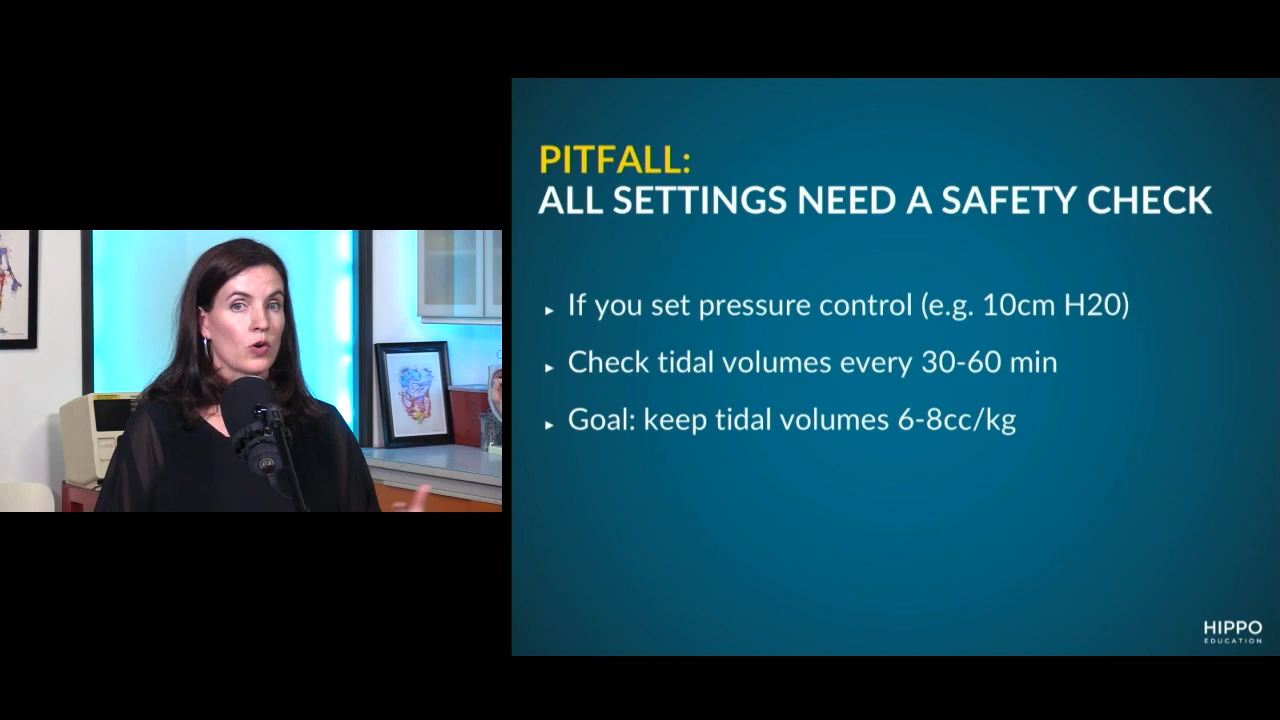 PITFALL:
ALL SETTINGS NEED A SAFETY CHECK
▸ If you set pressure control (e.g. 10cm H20)
▸ Check tidal volumes every 30-60 min
▸ Goal: keep tidal volumes 6-8cc/kg
HIPPO
EDUCATION